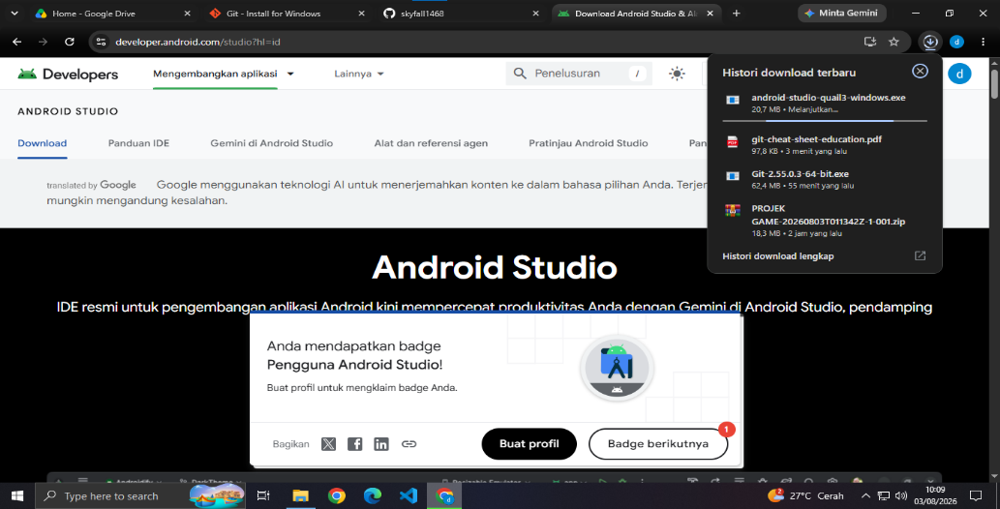 Home - Google Drive
Git - Install for Windows
skyfall1468
Download Android Studio & Al
Minta Gemini
developer.android.com/studio?hl=id
d
Developers
Mengembangkan aplikasi
Lainnya
Penelusuran
/
d
ANDROID STUDIO
Download
Panduan IDE
Gemini di Android Studio
Alat dan referensi agen
Pratinjau Android Studio
Pan
translated by Google
Google menggunakan teknologi AI untuk menerjemahkan konten ke dalam bahasa pilihan Anda. Terjem
mungkin mengandung kesalahan.
Histori download terbaru
android-studio-quail3-windows.exe
20,7 MB • Melanjutkan...
git-cheat-sheet-education.pdf
97,8 KB • 3 menit yang lalu
Git-2.55.0.3-64-bit.exe
62,4 MB • 55 menit yang lalu
PROJEK
GAME-20260803T011342Z-1-001.zip
18,3 MB • 2 jam yang lalu
Histori download lengkap
Android Studio
IDE resmi untuk pengembangan aplikasi Android kini mempercepat produktivitas Anda dengan Gemini di Android Studio, pendamping
Anda mendapatkan badge
Pengguna Android Studio!
Buat profil untuk mengklaim badge Anda.
Bagikan
Buat profil
Badge berikutnya
1
Type here to search
2
27°C Cerah
10:09
03/08/2026